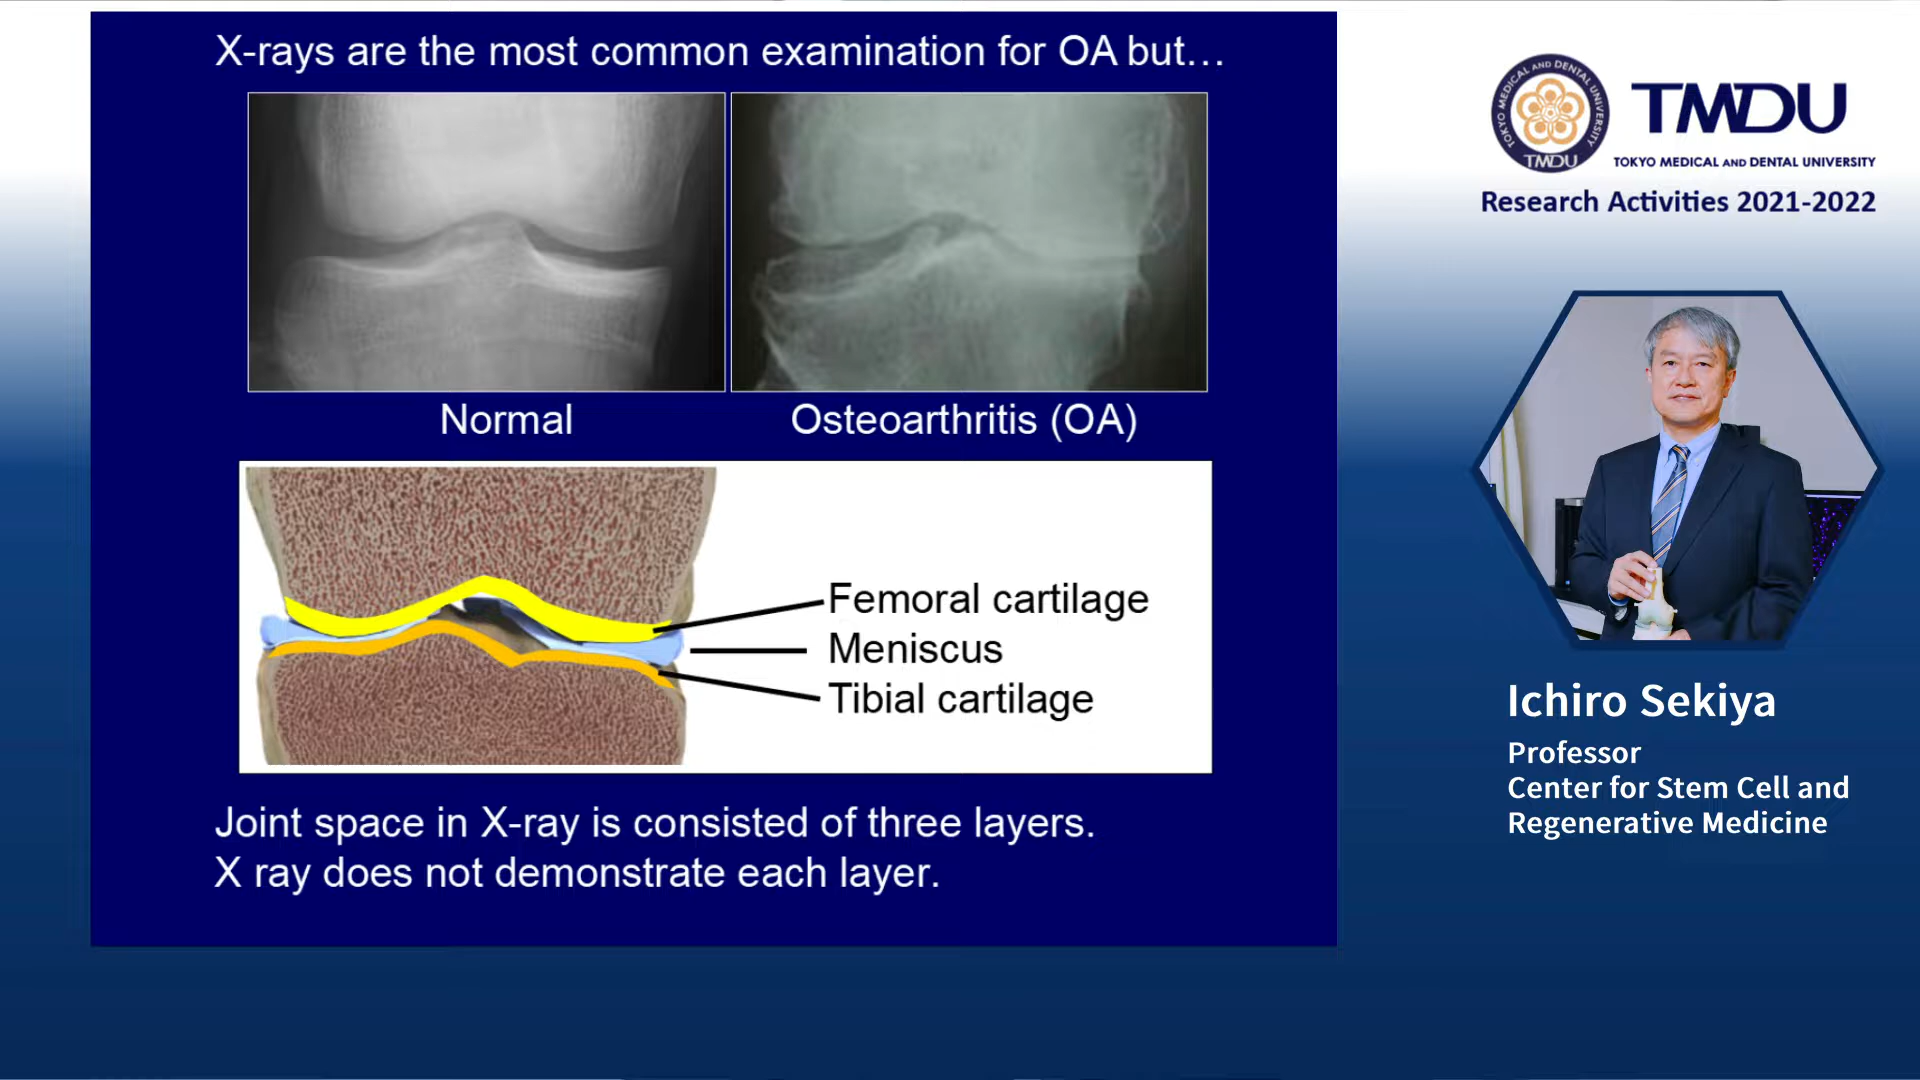 X-rays are the most common examination for OA but…
Normal
Osteoarthritis (OA)
Femoral cartilage
Meniscus
Tibial cartilage
Joint space in X-ray is consisted of three layers.
X ray does not demonstrate each layer.
TOKYO MEDICAL AND DENTAL UNIVERSITY
TMDU
TMDU
TOKYO MEDICAL AND DENTAL UNIVERSITY
Research Activities 2021-2022
Ichiro Sekiya
Professor
Center for Stem Cell and
Regenerative Medicine